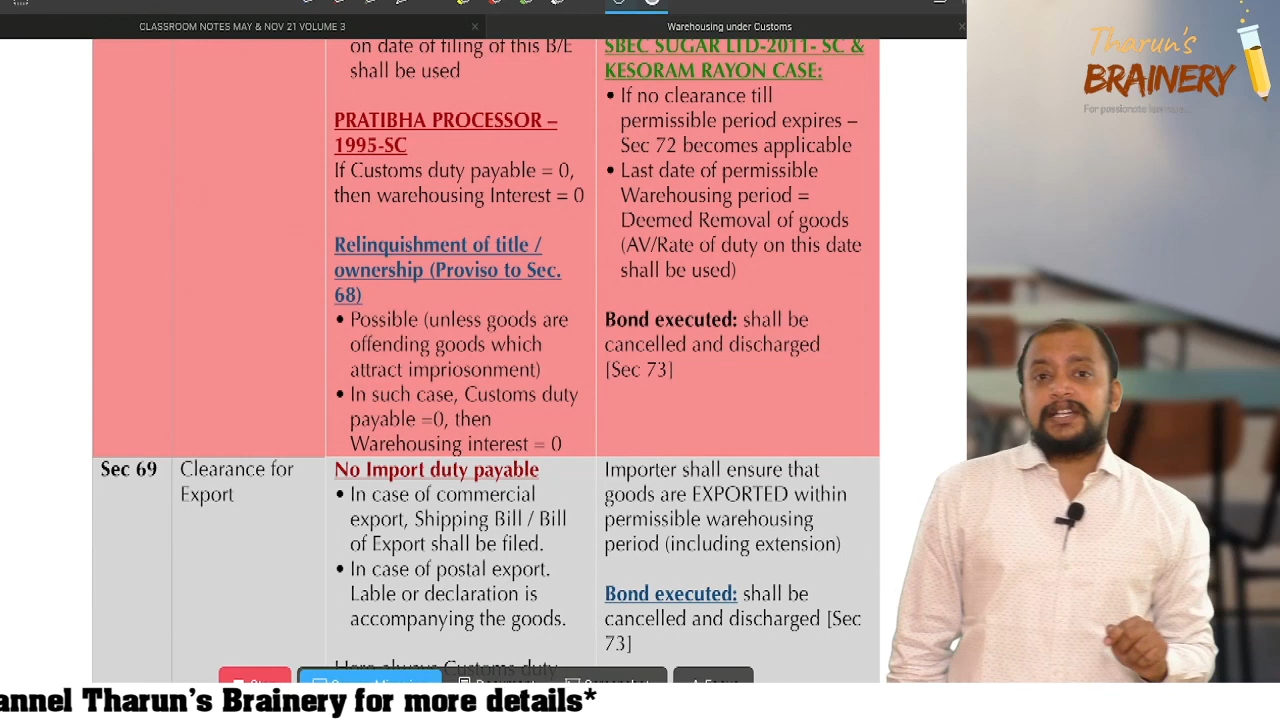 CLASSROOM NOTES MAY & NOV 21 VOLUME 3
Warehousing under Customs
on date of filing of this B/E
shall be used
PRATIBHA PROCESSOR –
1995-SC
If Customs duty payable = 0,
then warehousing Interest = 0
Relinquishment of title /
ownership (Proviso to Sec.
68)
• Possible (unless goods are
offending goods which
attract impriosonment)
• In such case, Customs duty
payable =0, then
Warehousing interest = 0
SBEC SUGAR LTD-2011- SC &
KESORAM RAYON CASE:
• If no clearance till
permissible period expires –
Sec 72 becomes applicable
• Last date of permissible
Warehousing period =
Deemed Removal of goods
(AV/Rate of duty on this date
shall be used)
Bond executed: shall be
cancelled and discharged
[Sec 73]
Sec 69
Clearance for
Export
No Import duty payable
• In case of commercial
export, Shipping Bill / Bill
of Export shall be filed.
• In case of postal export.
Lable or declaration is
accompanying the goods.
Here always Customs duty
Importer shall ensure that
goods are EXPORTED within
permissible warehousing
period (including extension)
Bond executed: shall be
cancelled and discharged [Sec
73]
Tharun's
BRAINERY
For passionate learners...
annel Tharun's Brainery for more details*